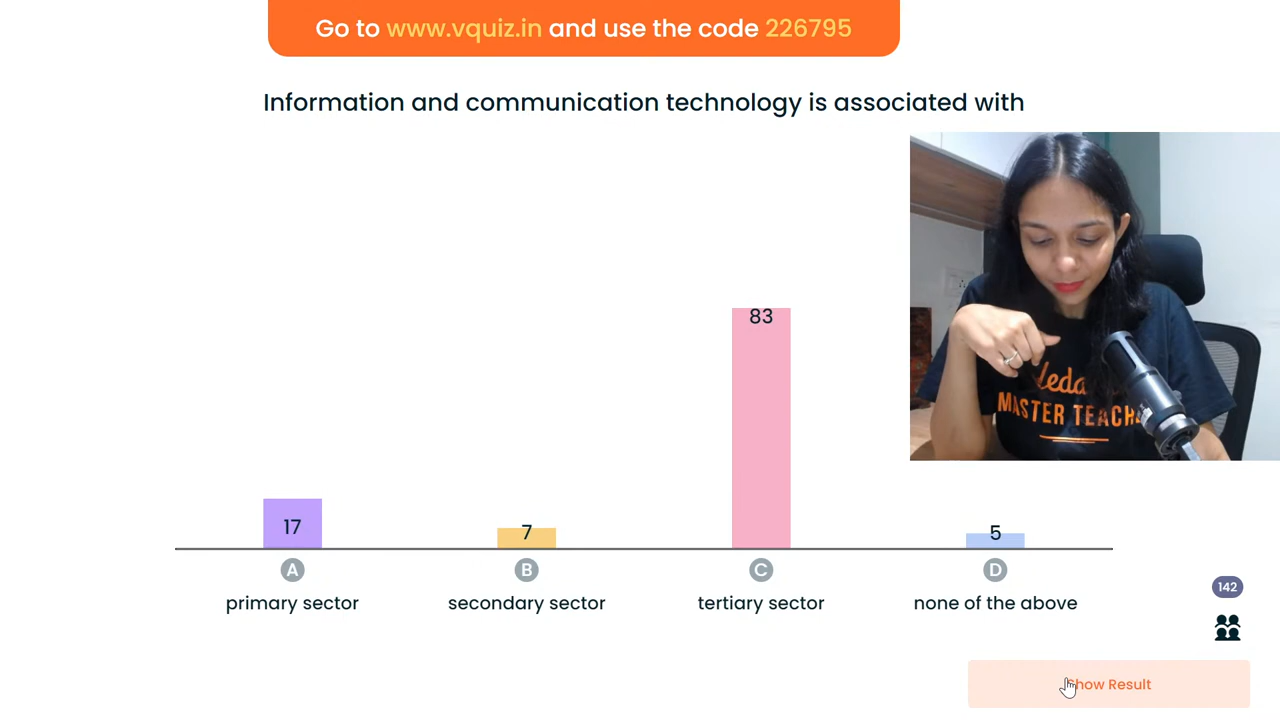 Go to www.vquiz.in and use the code 226795
Information and communication technology is associated with
MASTER TEACH
83
17
7
5
A
B
C
D
primary sector
secondary sector
tertiary sector
none of the above
142
Show Result